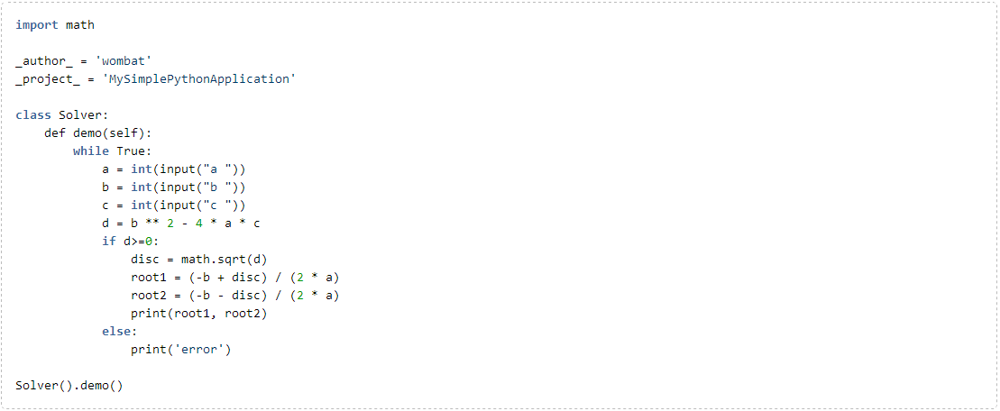 import math

_author_ = 'wombat'
_project_ = 'MySimplePythonApplication'

class Solver:
    def demo(self):
        while True:
            a = int(input("a "))
            b = int(input("b "))
            c = int(input("c "))
            d = b ** 2 - 4 * a * c
            if d>=0:
                disc = math.sqrt(d)
                root1 = (-b + disc) / (2 * a)
                root2 = (-b - disc) / (2 * a)
                print(root1, root2)
            else:
                print('error')

Solver().demo()